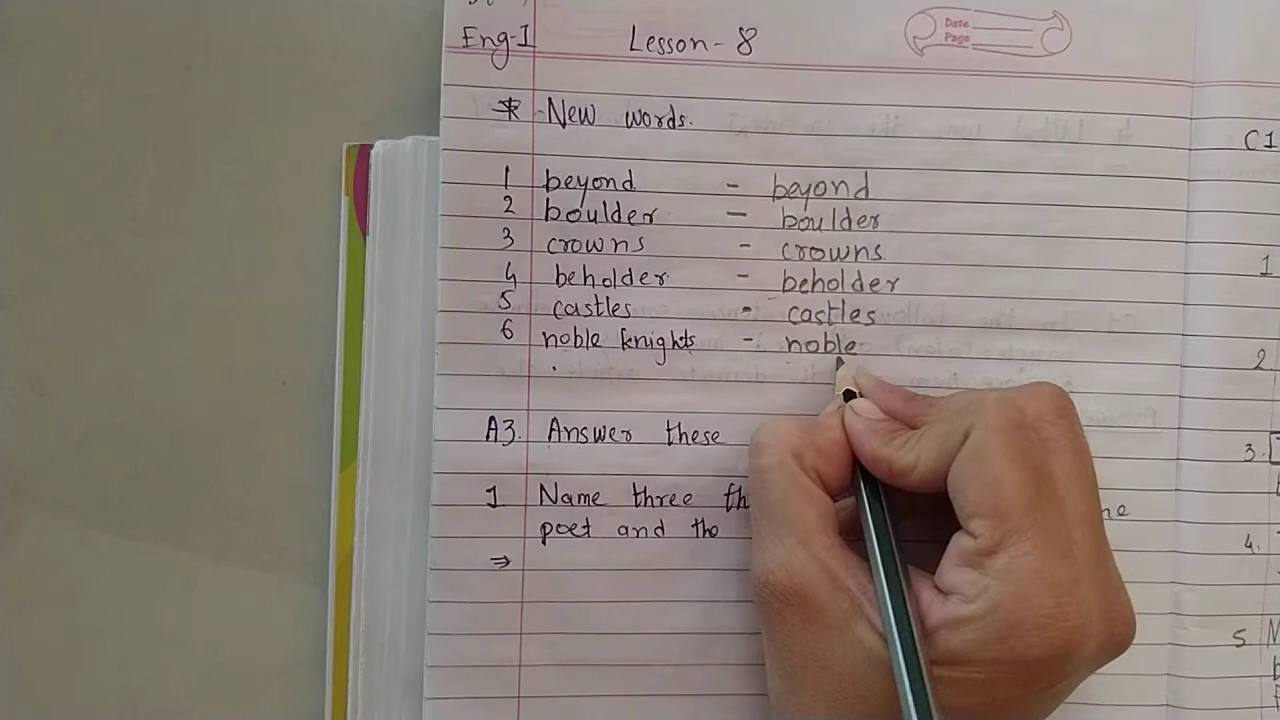 Date
Page
Eng-I Lesson - 8
* New words.
1 beyond - beyond
2 boulder - boulder
3 crowns - crowns.
4 beholder - beholder
5 castles - castles
6 noble knights - noble
A3. Answer these
1 Name three
poet and the
⇒
C1
1
2.
3.
4.
5.